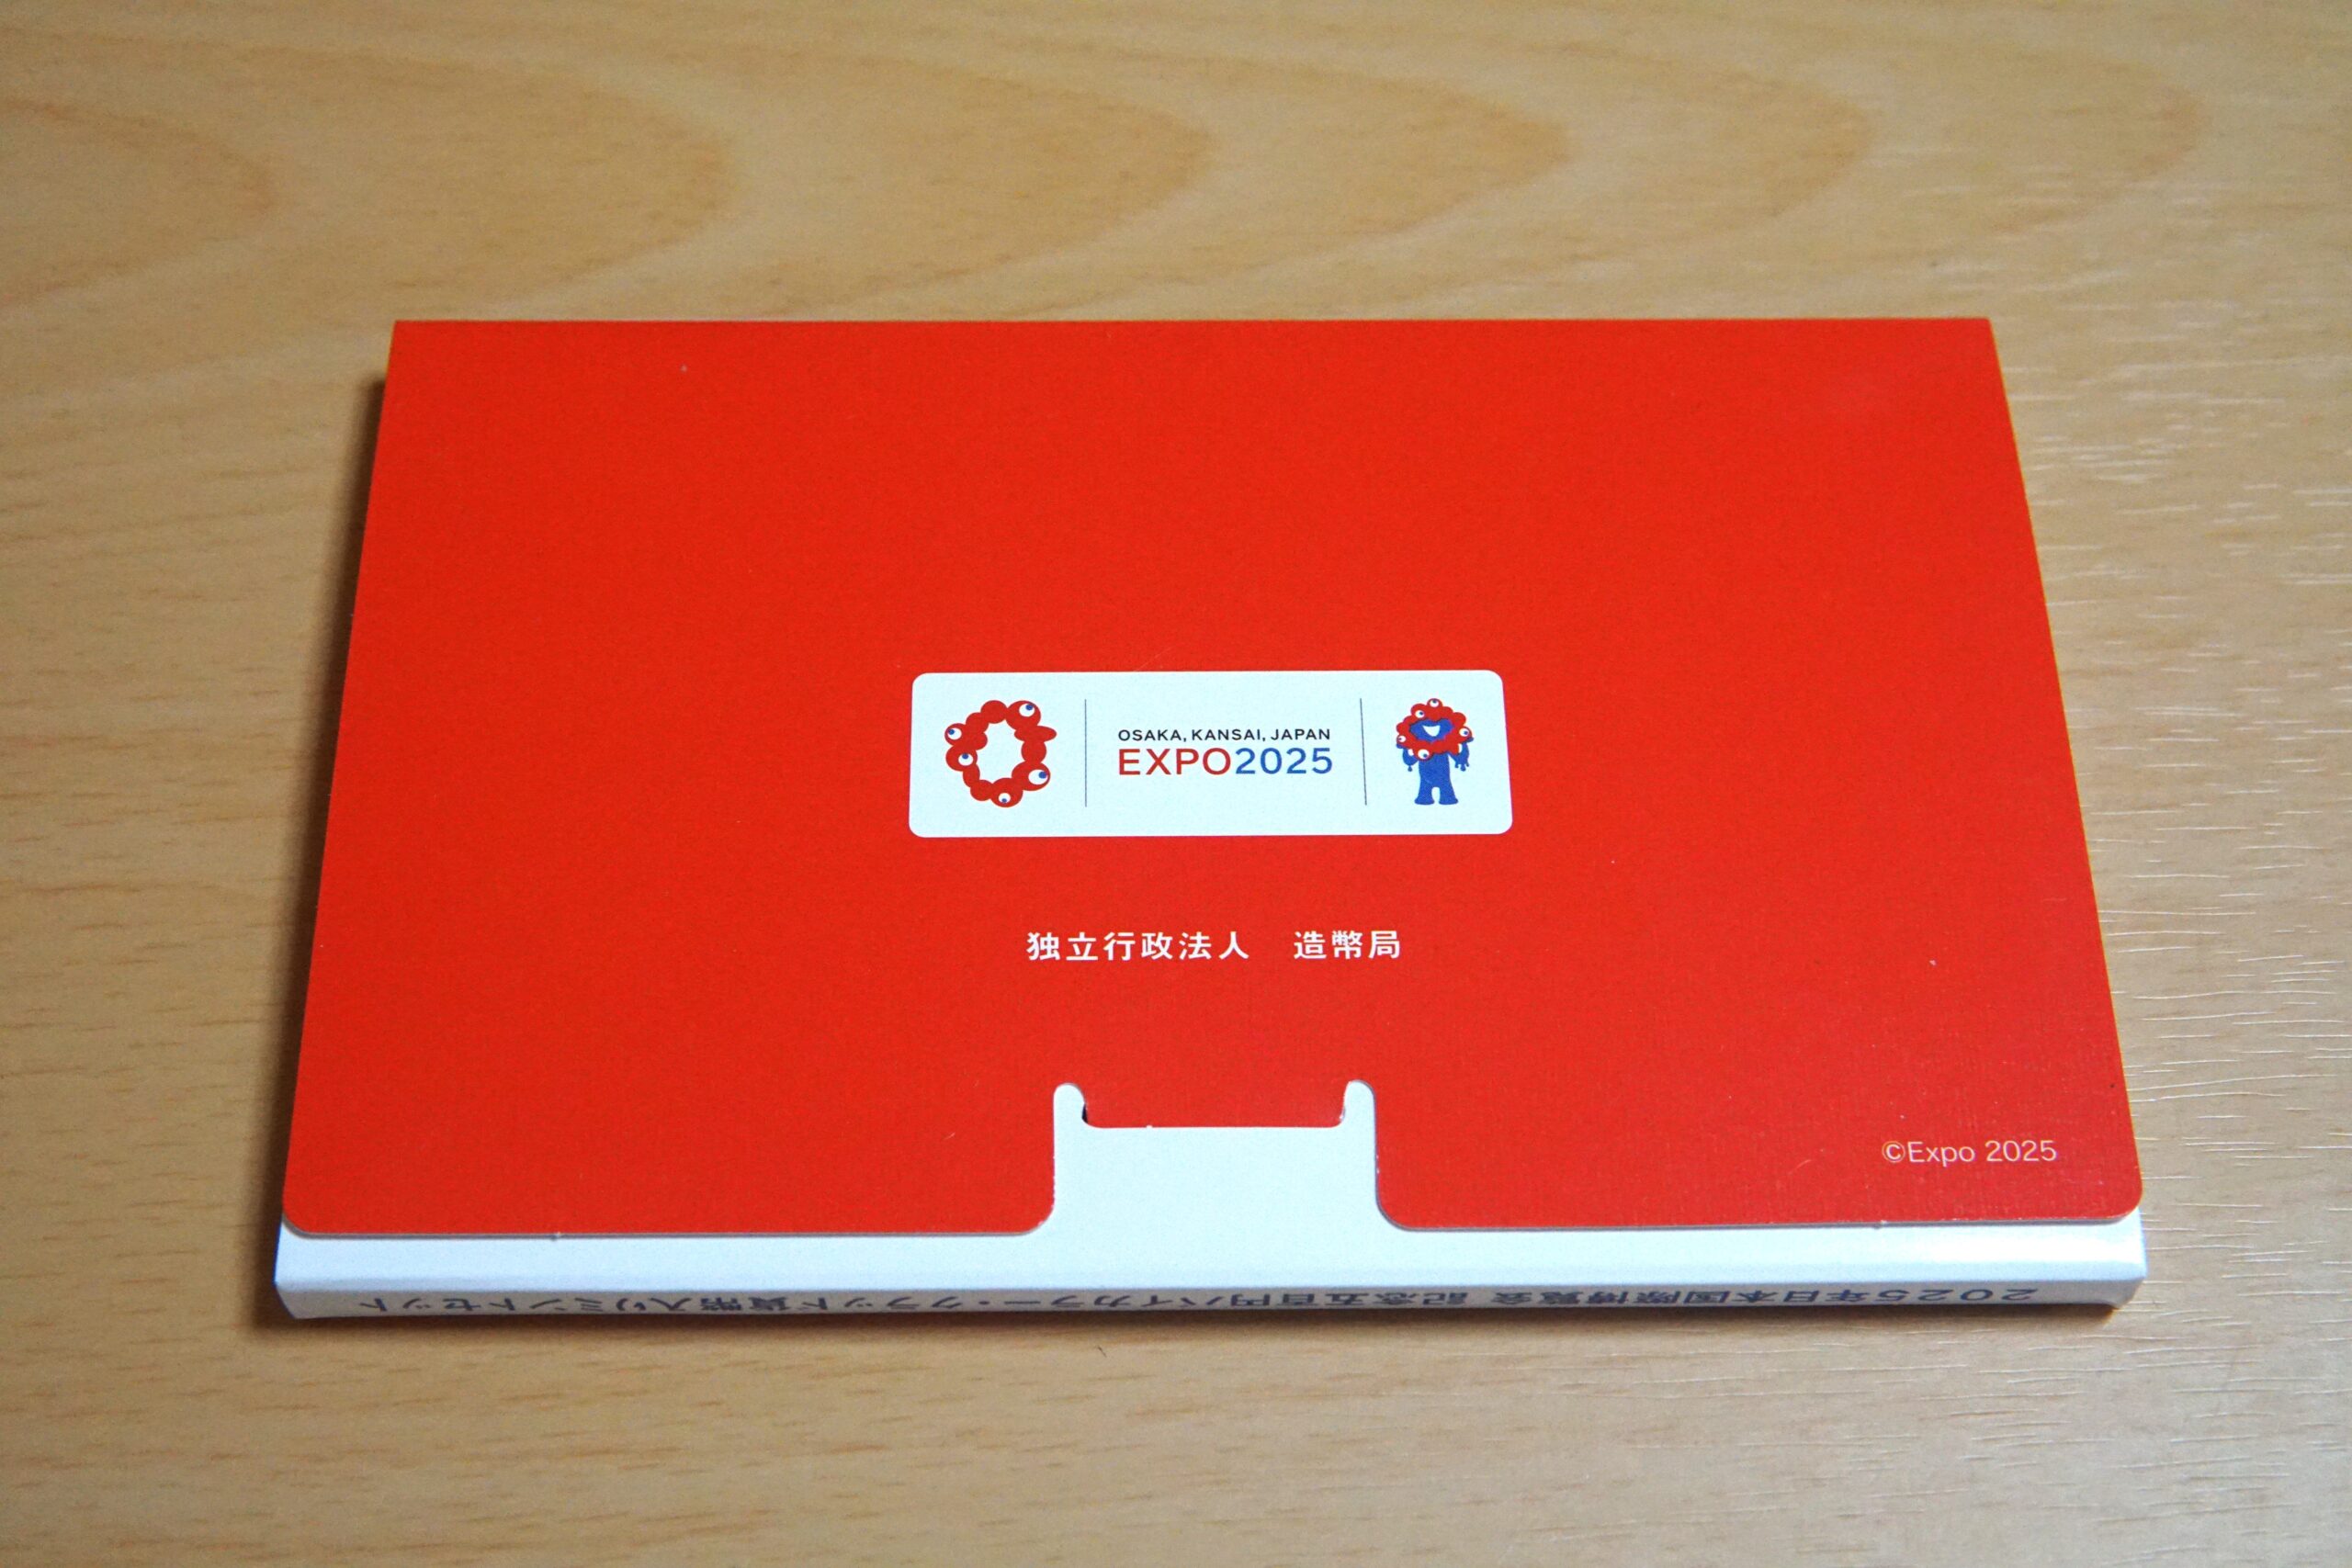 OSAKA, KANSAI, JAPAN
EXPO2025
独立行政法人 造幣局
©Expo 2025
2025年日本国際博覧会 記念五百円バイカラー・クラッド貨幣入りミントセット